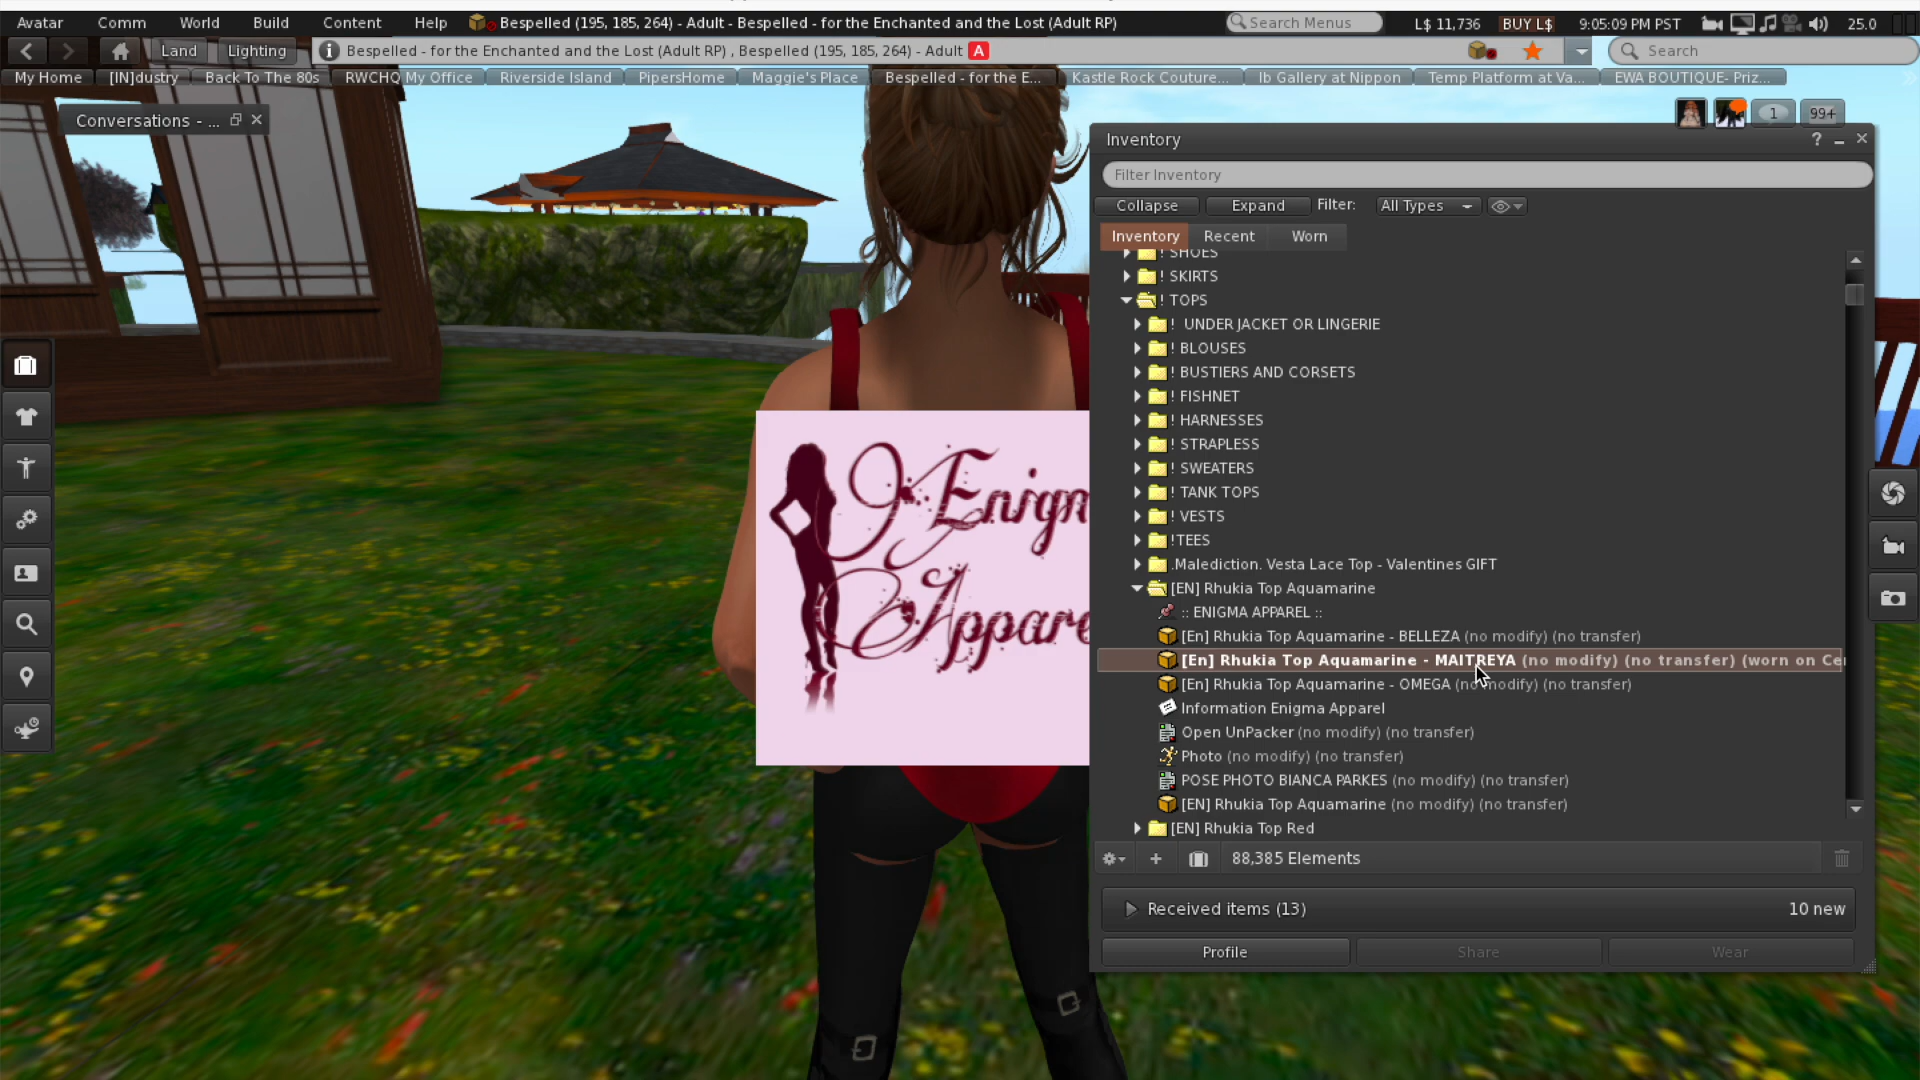 Avatar Comm World Build Content Help Bespelled (195, 185, 264) - Adult - Bespelled - for the Enchanted and the Lost (Adult RP) Search Menus L$ 11,736 BUY L$ 9:05:09 PM PST 25.0
Land Lighting Bespelled - for the Enchanted and the Lost (Adult RP) , Bespelled (195, 185, 264) - Adult A Search
My Home [IN]dustry Back To The 80s RWCHQ My Office Riverside Island PipersHome Maggie's Place Bespelled - for the E... Kastle Rock Couture... Ib Gallery at Nippon Temp Platform at Va... EWA BOUTIQUE- Priz...
Conversations - ...
1 99+
Inventory
Filter Inventory
Collapse Expand Filter: All Types
Inventory Recent Worn
! SHOES
! SKIRTS
! TOPS
! UNDER JACKET OR LINGERIE
! BLOUSES
! BUSTIERS AND CORSETS
! FISHNET
! HARNESSES
! STRAPLESS
! SWEATERS
! TANK TOPS
! VESTS
!TEES
.Malediction. Vesta Lace Top - Valentines GIFT
[EN] Rhukia Top Aquamarine
:: ENIGMA APPAREL ::
[En] Rhukia Top Aquamarine - BELLEZA (no modify) (no transfer)
[En] Rhukia Top Aquamarine - MAITREYA (no modify) (no transfer) (worn on Ce
[En] Rhukia Top Aquamarine - OMEGA (no modify) (no transfer)
Information Enigma Apparel
Open UnPacker (no modify) (no transfer)
Photo (no modify) (no transfer)
POSE PHOTO BIANCA PARKES (no modify) (no transfer)
[EN] Rhukia Top Aquamarine (no modify) (no transfer)
[EN] Rhukia Top Red
88,385 Elements
Received items (13) 10 new
Profile Share Wear
Enigm
Appare